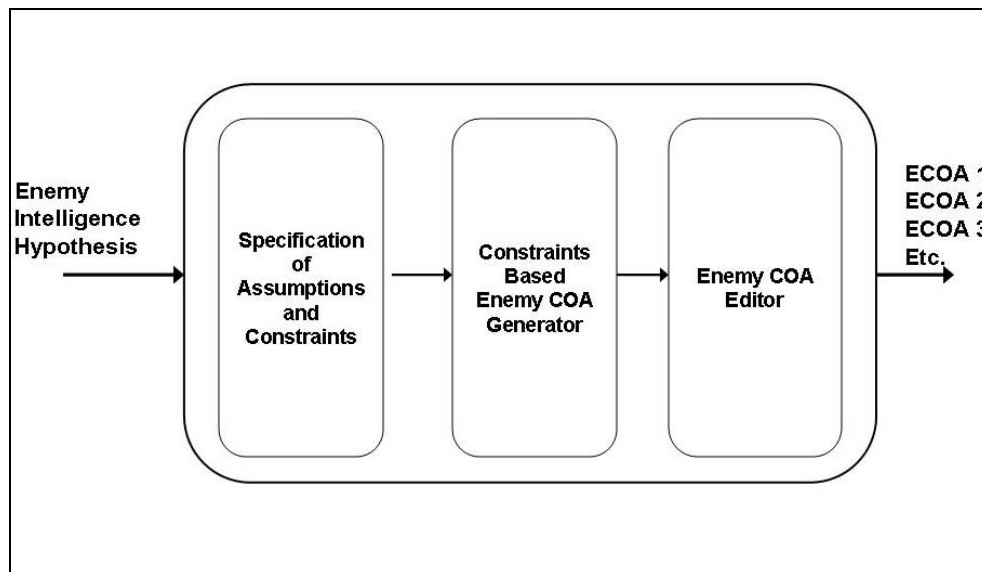 Enemy
Intelligence
Hypothesis
Specification
of
Assumptions
and
Constraints
Constraints
Based
Enemy COA
Generator
Enemy COA
Editor
ECOA 1
ECOA 2
ECOA 3
Etc.